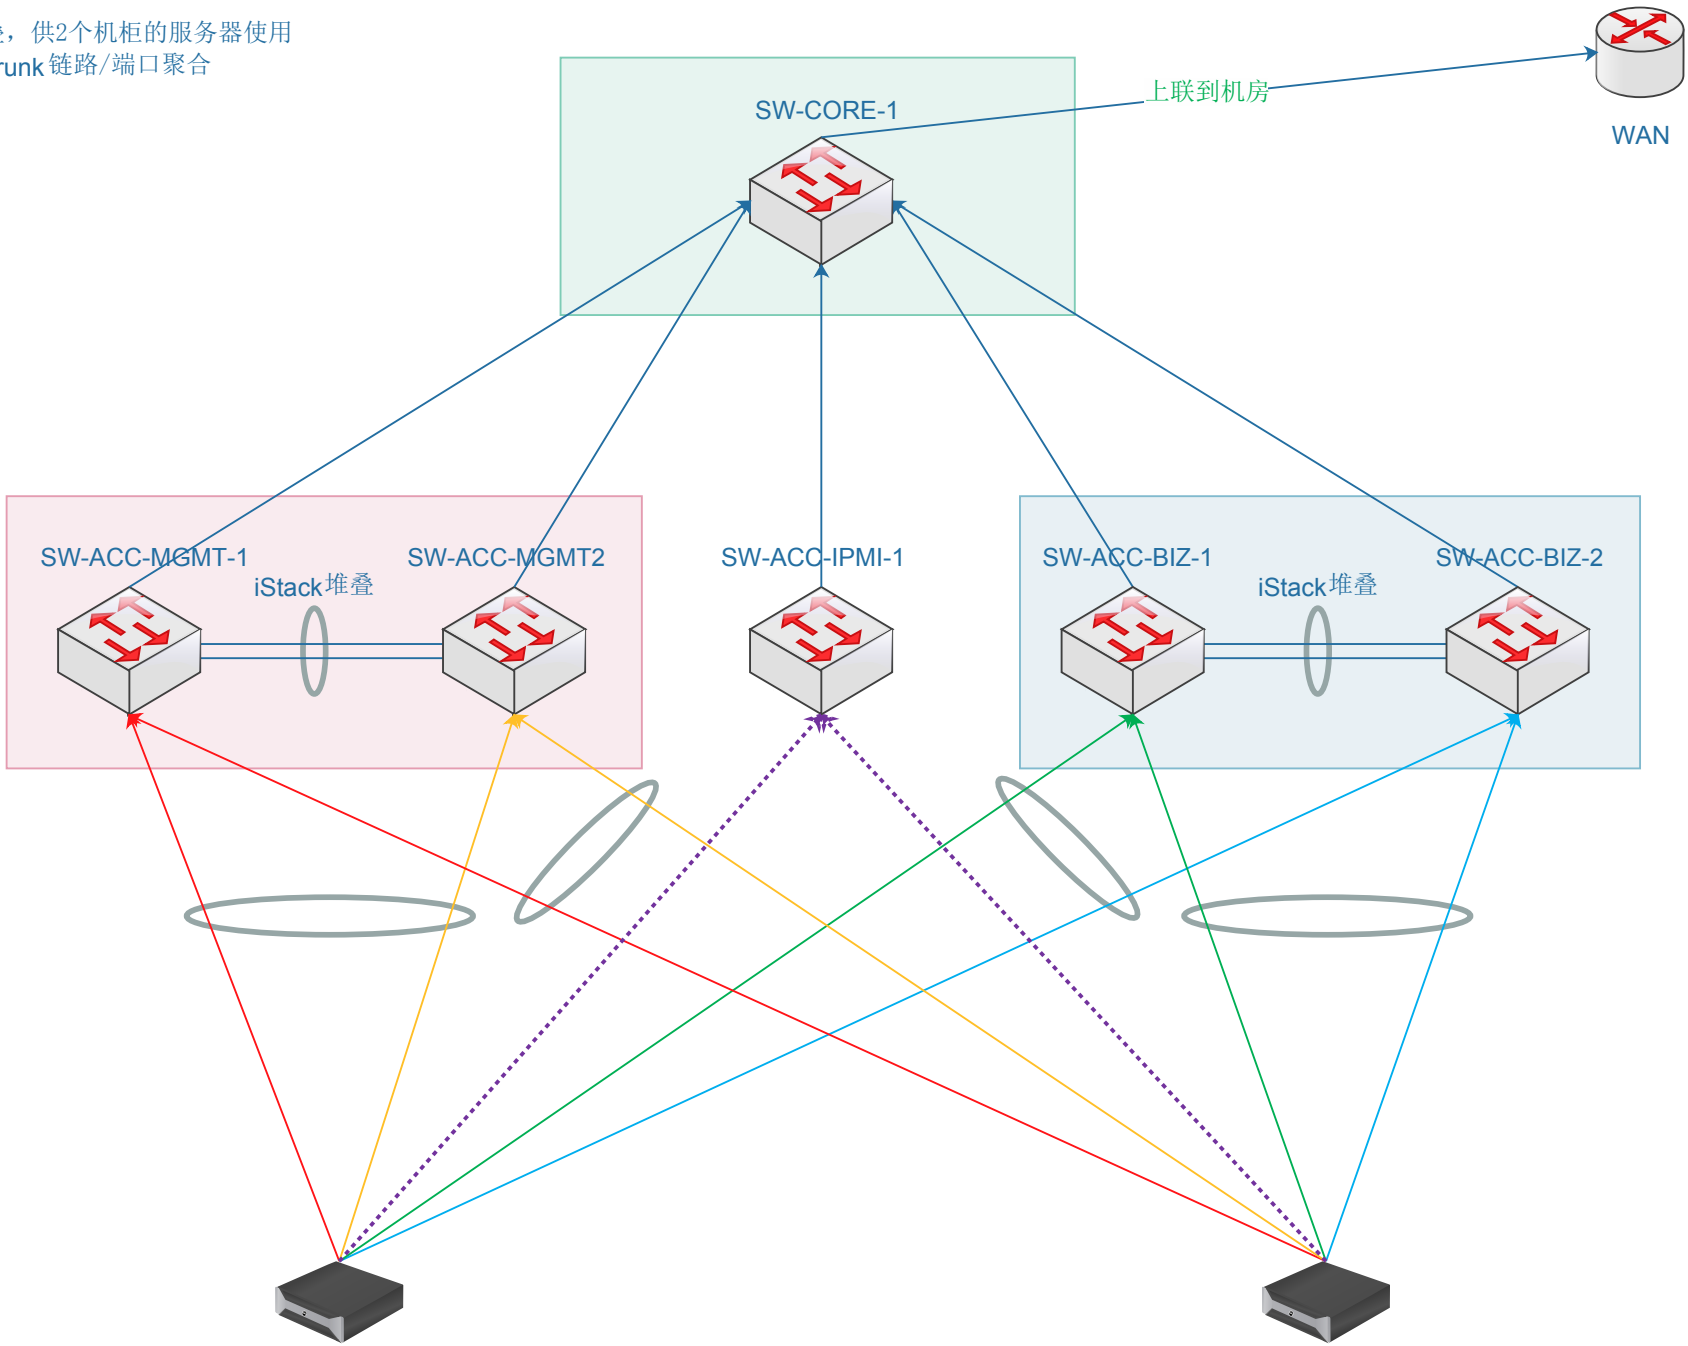 ，供2个机柜的服务器使用
runk 链路/端口聚合
SW-CORE-1
上联到机房
WAN
SW-ACC-MGMT-1
SW-ACC-MGMT2
SW-ACC-IPMI-1
SW-ACC-BIZ-1
SW-ACC-BIZ-2
iStack堆叠
iStack堆叠